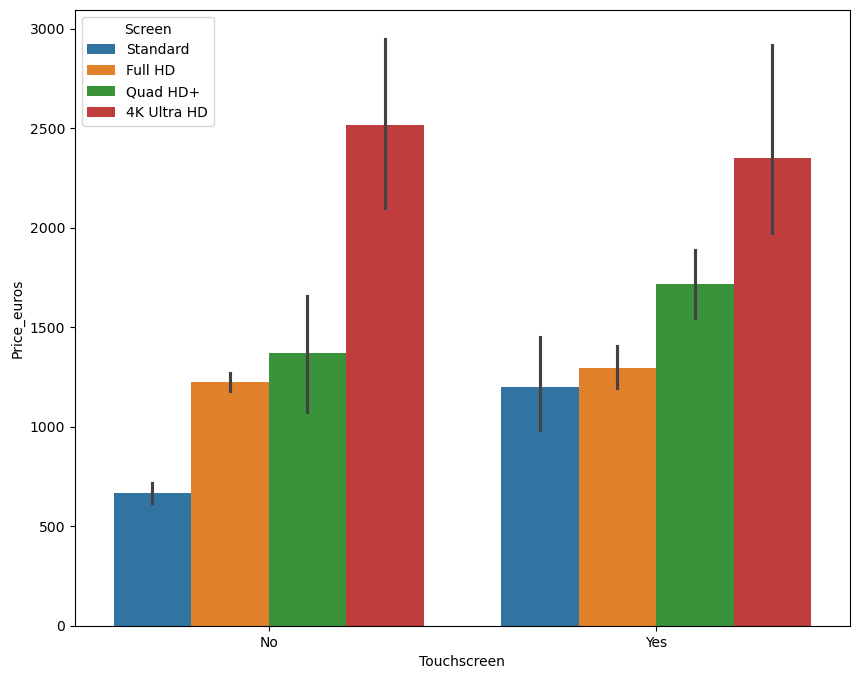 Screen
Standard
Full HD
Quad HD+
4K Ultra HD
3000
2500
2000
1500
1000
500
0
Price_euros
No
Yes
Touchscreen